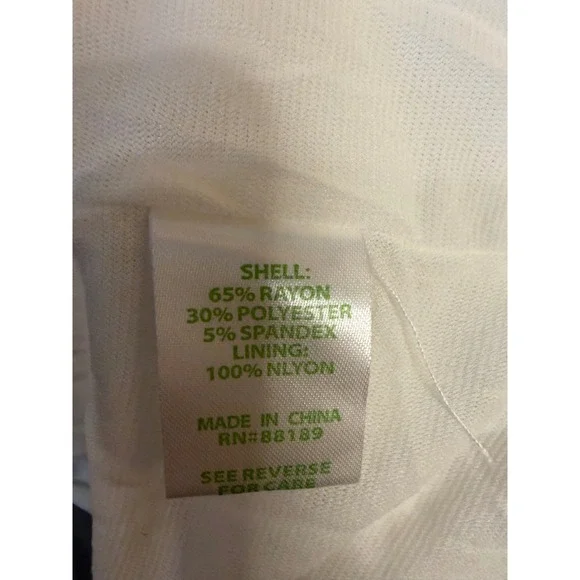 SHELL:
65% RAYON
30% POLYESTER
5% SPANDEX
LINING:
100% NLYON
MADE IN CHINA
RN#88189
SEE REVERSE
FOR CARE